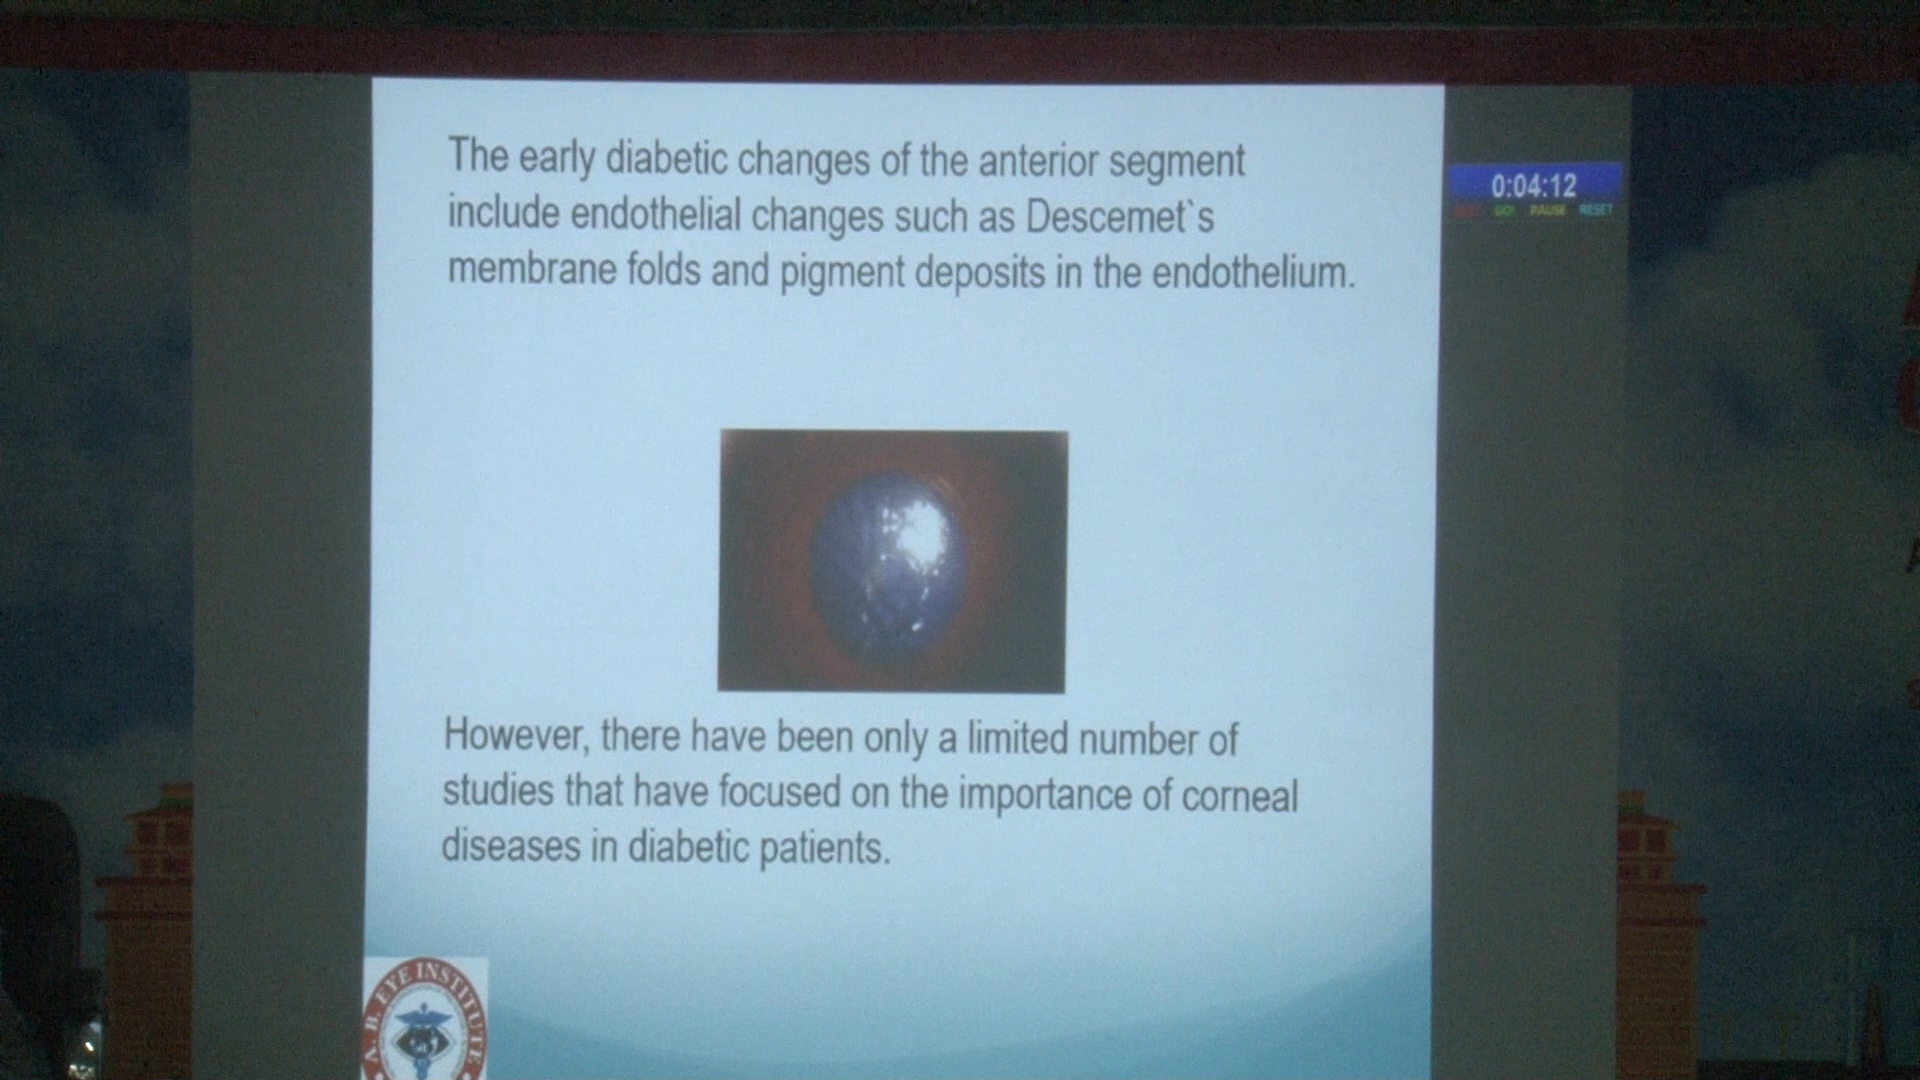 The early diabetic changes of the anterior segment
include endothelial changes such as Descemet`s
membrane folds and pigment deposits in the endothelium.
0:04:12
GO! PAUSE RESET
However, there have been only a limited number of
studies that have focused on the importance of corneal
diseases in diabetic patients.
A. B. EYE INSTITUTE